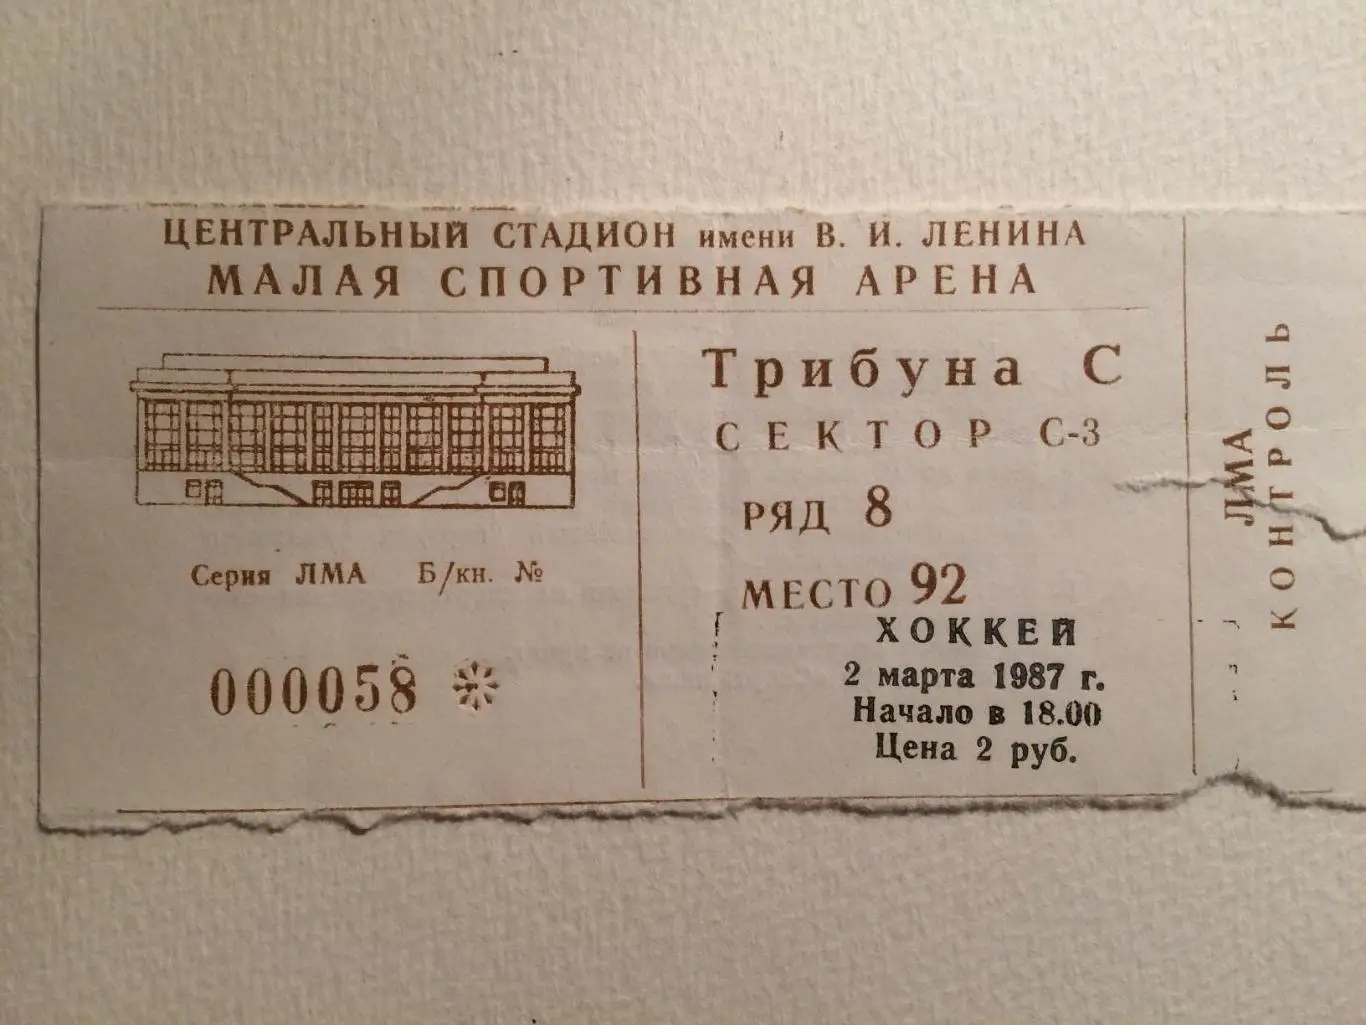 ЦЕНТРАЛЬНЫЙ СТАДИОН имени В. И. ЛЕНИНА
МАЛАЯ СПОРТИВНАЯ АРЕНА
Трибуна С
СЕКТОР С-3
РЯД 8
МЕСТО 92
ХОККЕЙ
2 марта 1987 г.
Начало в 18.00
Цена 2 руб.
Серия ЛМА Б/кн. №
000058
ЛМА
КОНТРОЛЬ